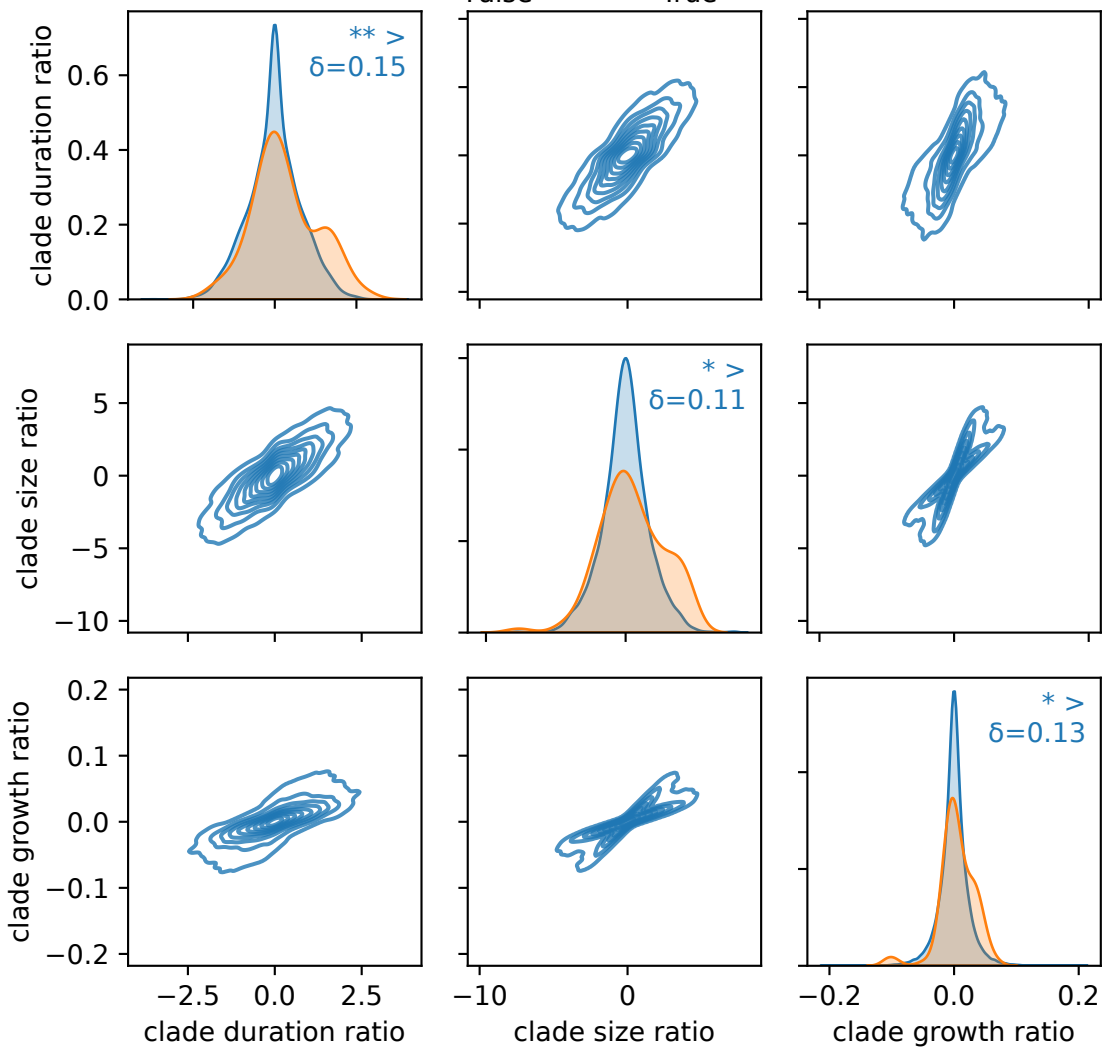 False True
clade duration ratio
0.6
0.4
0.2
0.0
** >
δ=0.15
clade size ratio
5
0
−5
−10
* >
δ=0.11
clade growth ratio
0.2
0.1
0.0
−0.1
−0.2
* >
δ=0.13
−2.5 0.0 2.5
−10 0
−0.2 0.0 0.2
clade duration ratio
clade size ratio
clade growth ratio